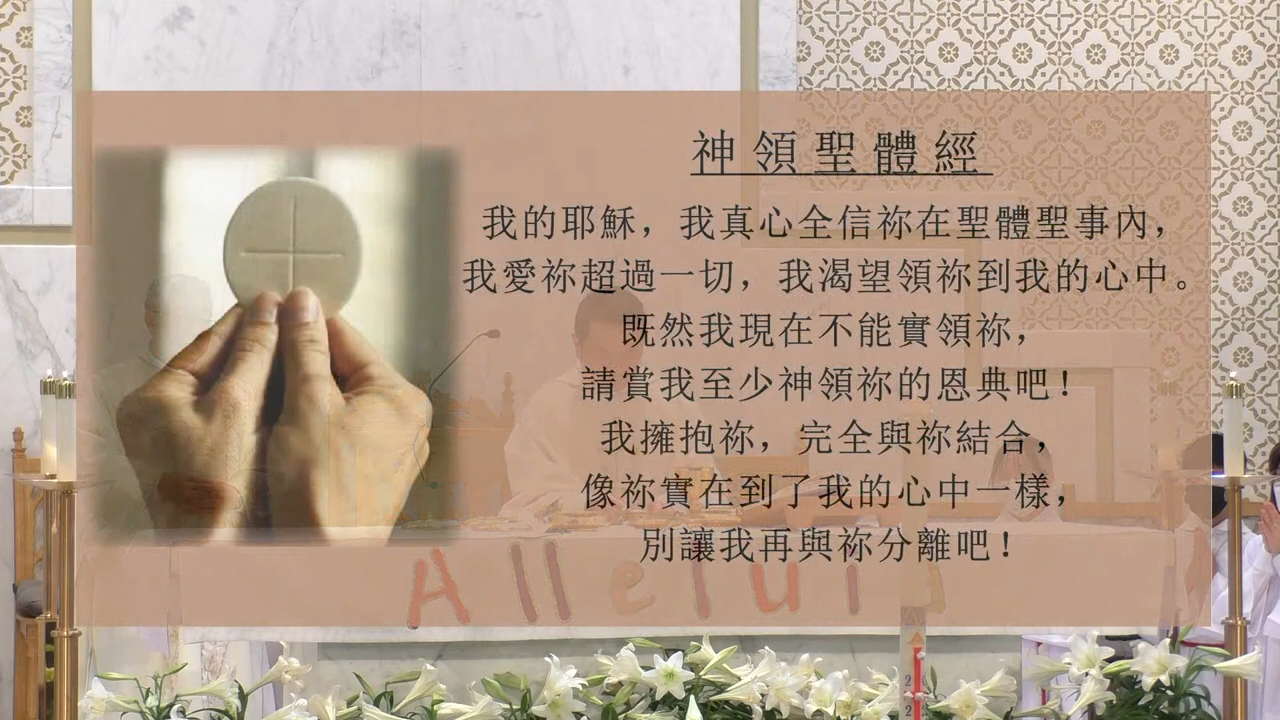 神領聖體經
我的耶穌，我真心全信祢在聖體聖事內，
我愛祢超過一切，我渴望領祢到我的心中。
既然我現在不能實領祢，
請賞我至少神領祢的恩典吧！
我擁抱祢，完全與祢結合，
像祢實在到了我的心中一樣，
別讓我再與祢分離吧！
Allelui